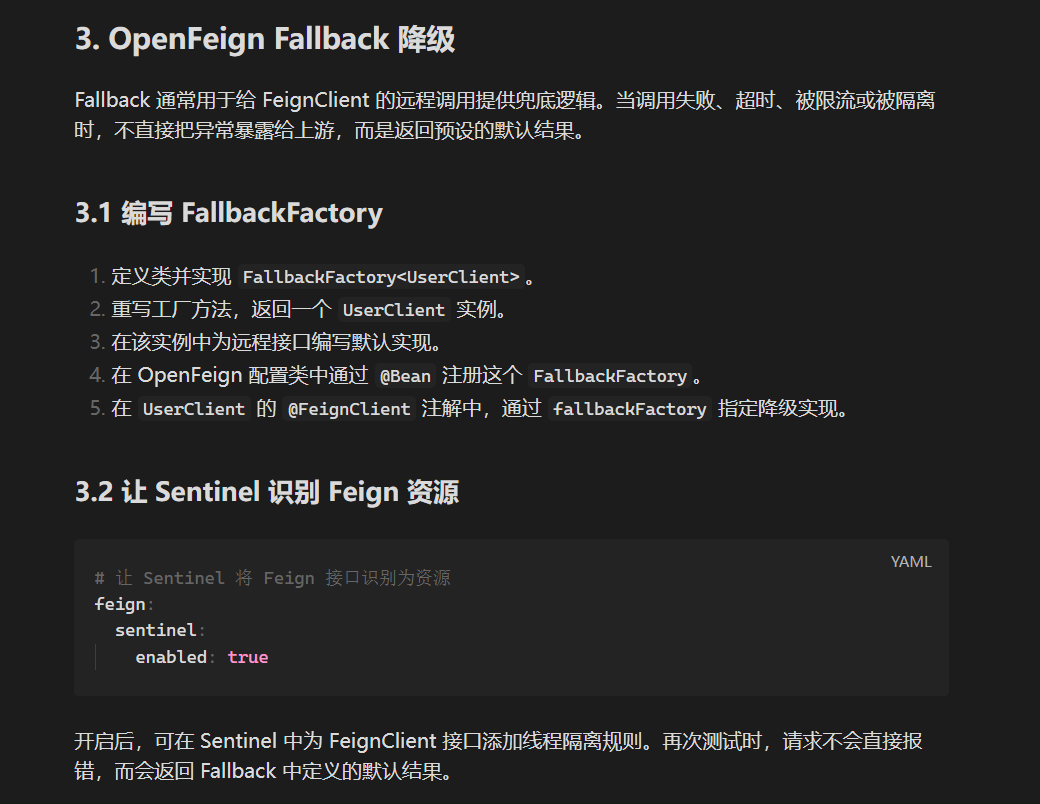 3. OpenFeign Fallback 降级
Fallback 通常用于给 FeignClient 的远程调用提供兜底逻辑。当调用失败、超时、被限流或被隔离
时，不直接把异常暴露给上游，而是返回预设的默认结果。
3.1 编写 FallbackFactory
1. 定义类并实现 FallbackFactory<UserClient>。
2. 重写工厂方法，返回一个 UserClient 实例。
3. 在该实例中为远程接口编写默认实现。
4. 在 OpenFeign 配置类中通过 @Bean 注册这个 FallbackFactory。
5. 在 UserClient 的 @FeignClient 注解中，通过 fallbackFactory 指定降级实现。
3.2 让 Sentinel 识别 Feign 资源
YAML
# 让 Sentinel 将 Feign 接口识别为资源
feign:
  sentinel:
    enabled: true
开启后，可在 Sentinel 中为 FeignClient 接口添加线程隔离规则。再次测试时，请求不会直接报
错，而会返回 Fallback 中定义的默认结果。